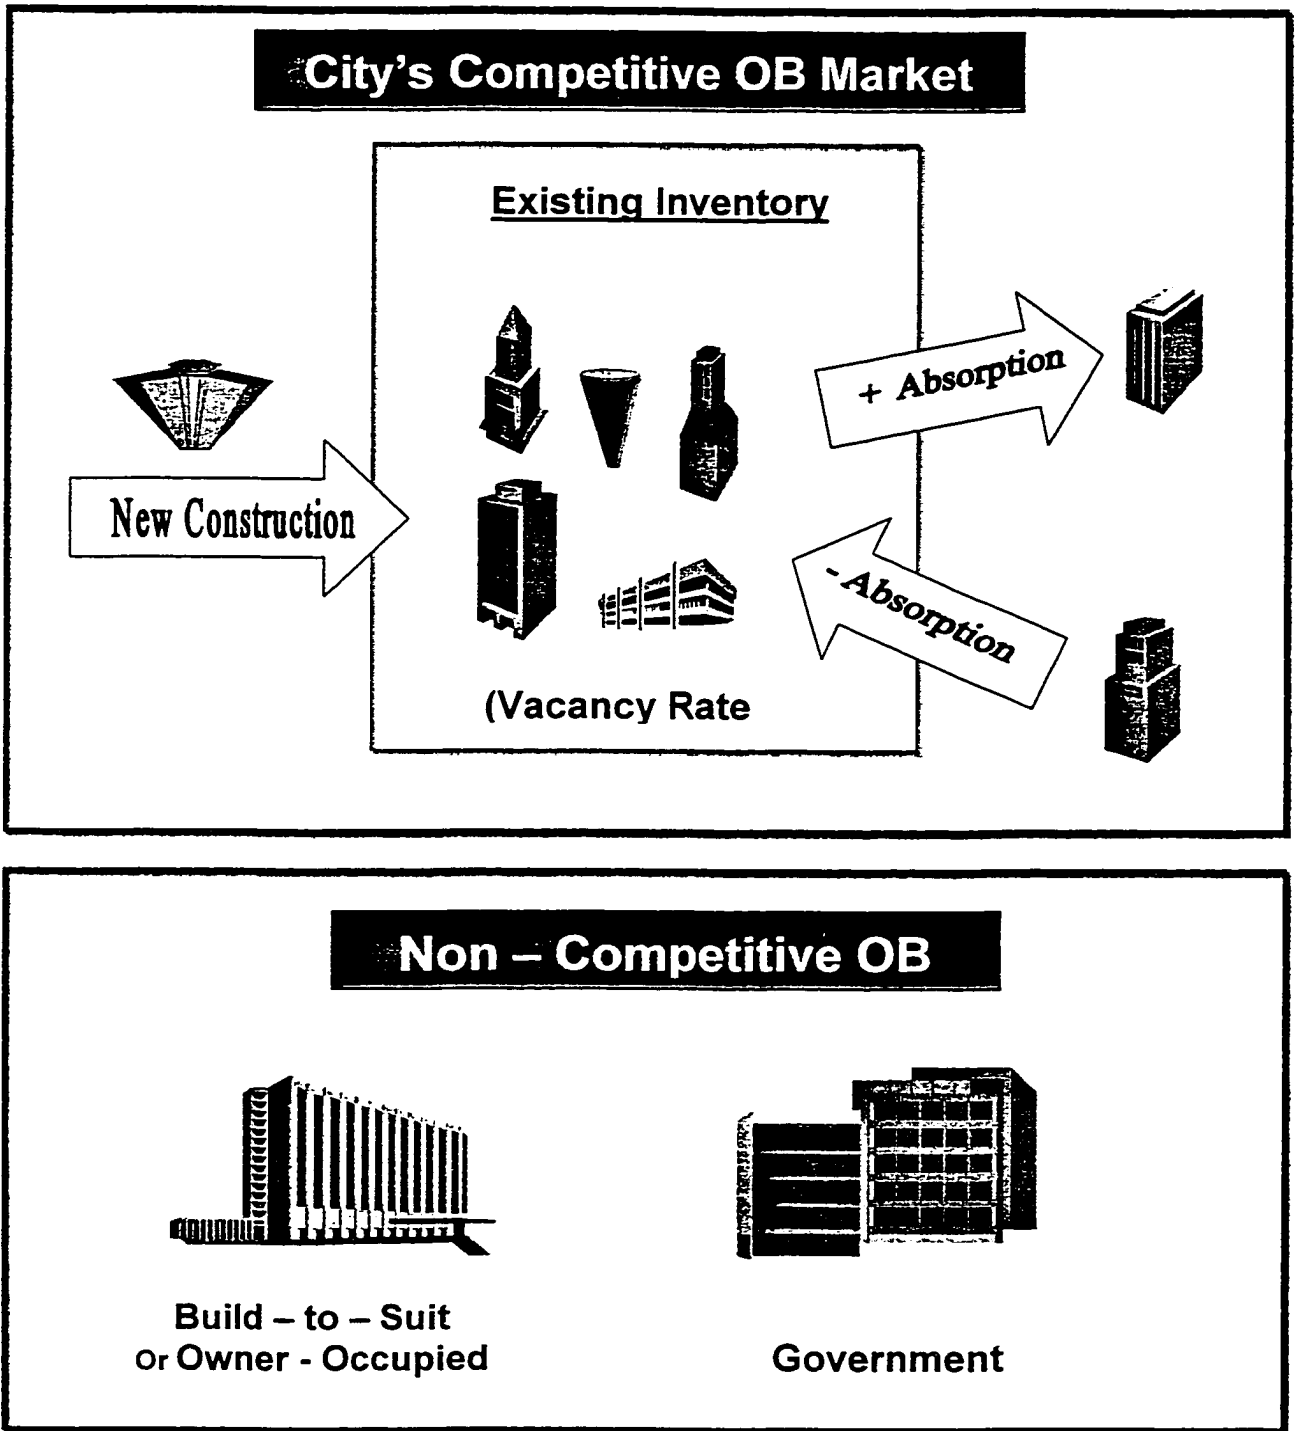 City's Competitive OB Market
Existing Inventory
+ Absorption
New Construction
- Absorption
(Vacancy Rate
Non – Competitive OB
Build – to – Suit
Or Owner - Occupied
Government